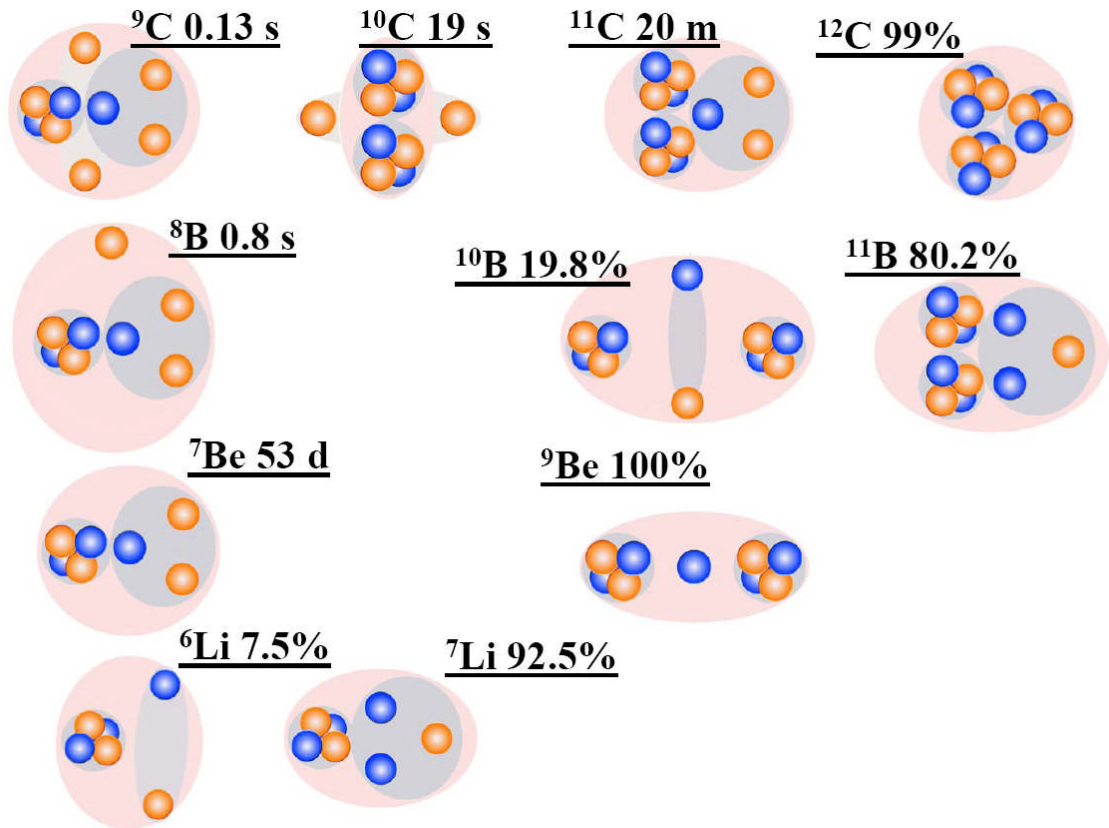 ⁹C 0.13 s
¹⁰C 19 s
¹¹C 20 m
¹²C 99%
⁸B 0.8 s
¹⁰B 19.8%
¹¹B 80.2%
⁷Be 53 d
⁹Be 100%
⁶Li 7.5%
⁷Li 92.5%